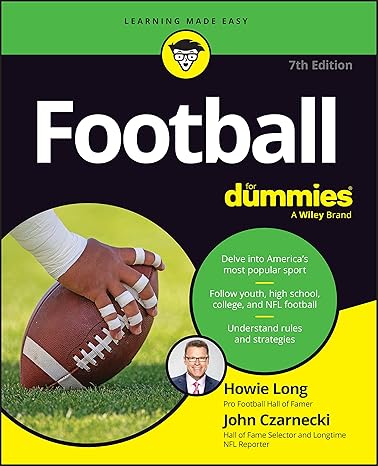 LEARNING MADE EASY
7th Edition
Football
for
dummies®
A Wiley Brand
Delve into America's
most popular sport
Follow youth, high school,
college, and NFL football
Understand rules
and strategies
Howie Long
Pro Football Hall of Famer
John Czarnecki
Hall of Fame Selector and Longtime
NFL Reporter